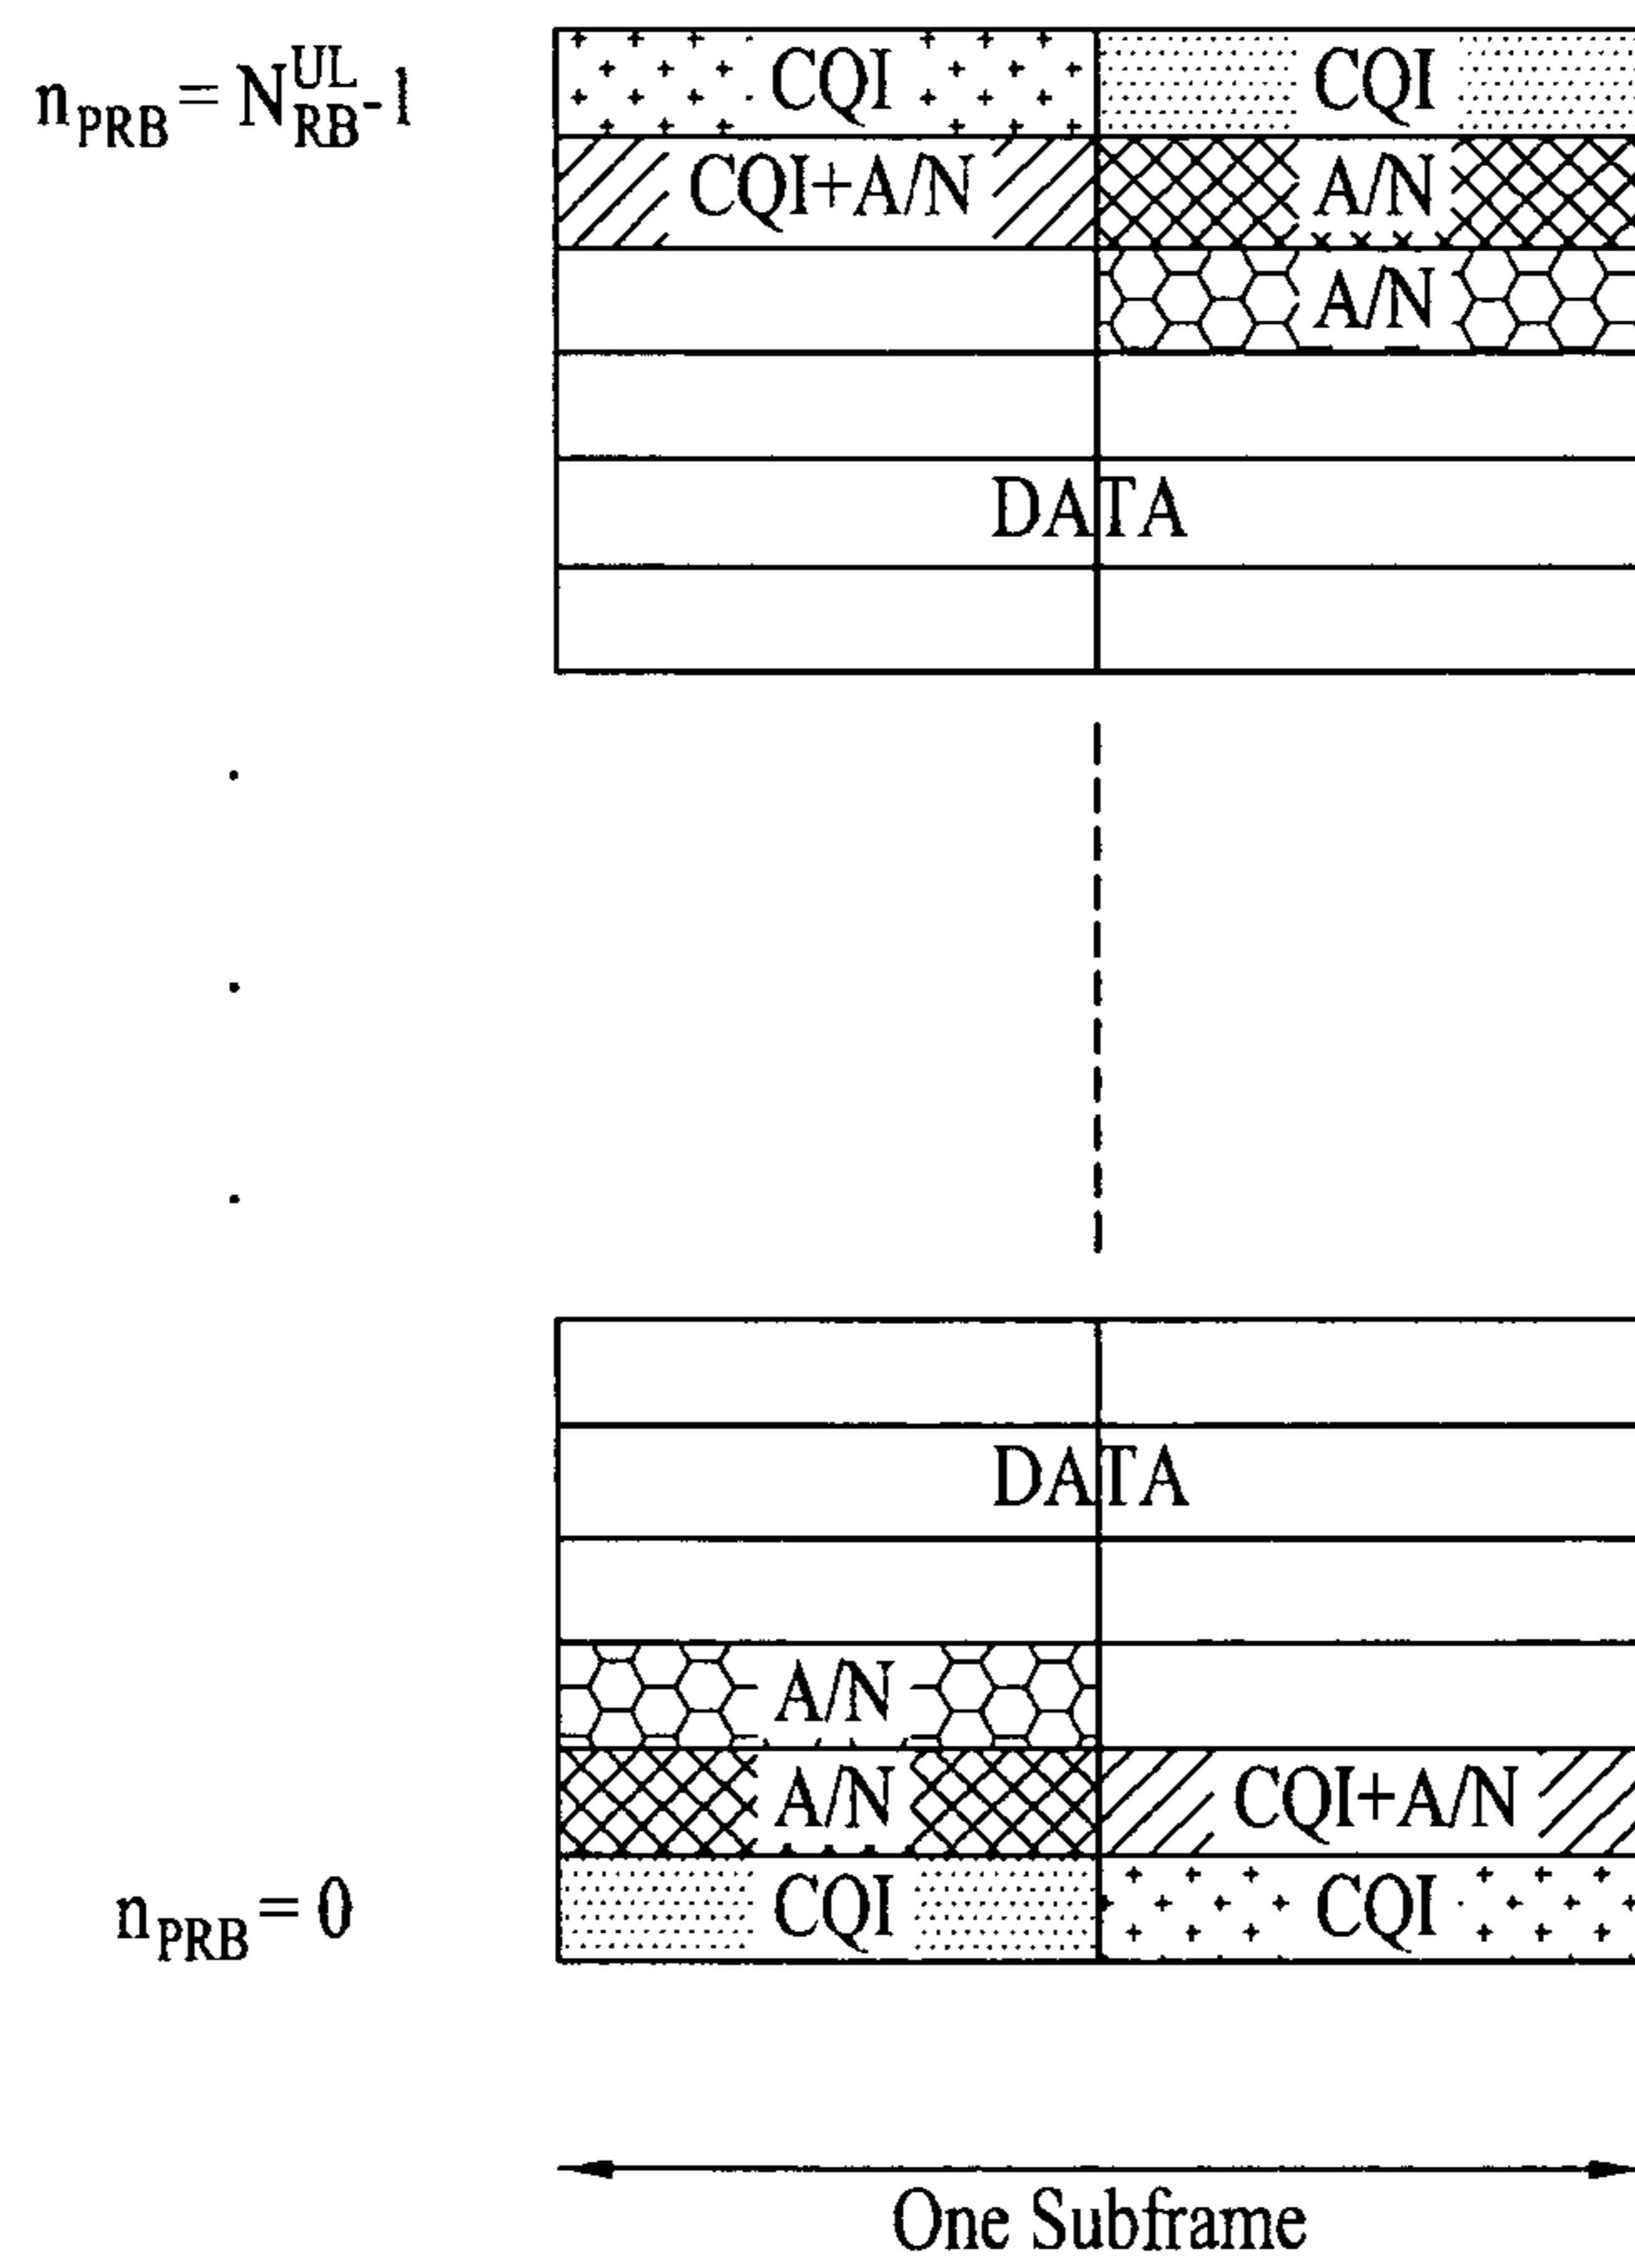 n_PRB = N_RB^UL-1 CQI CQI
CQI+A/N A/N
A/N
DATA
DATA
A/N
A/N CQI+A/N
n_PRB = 0 CQI CQI
One Subframe